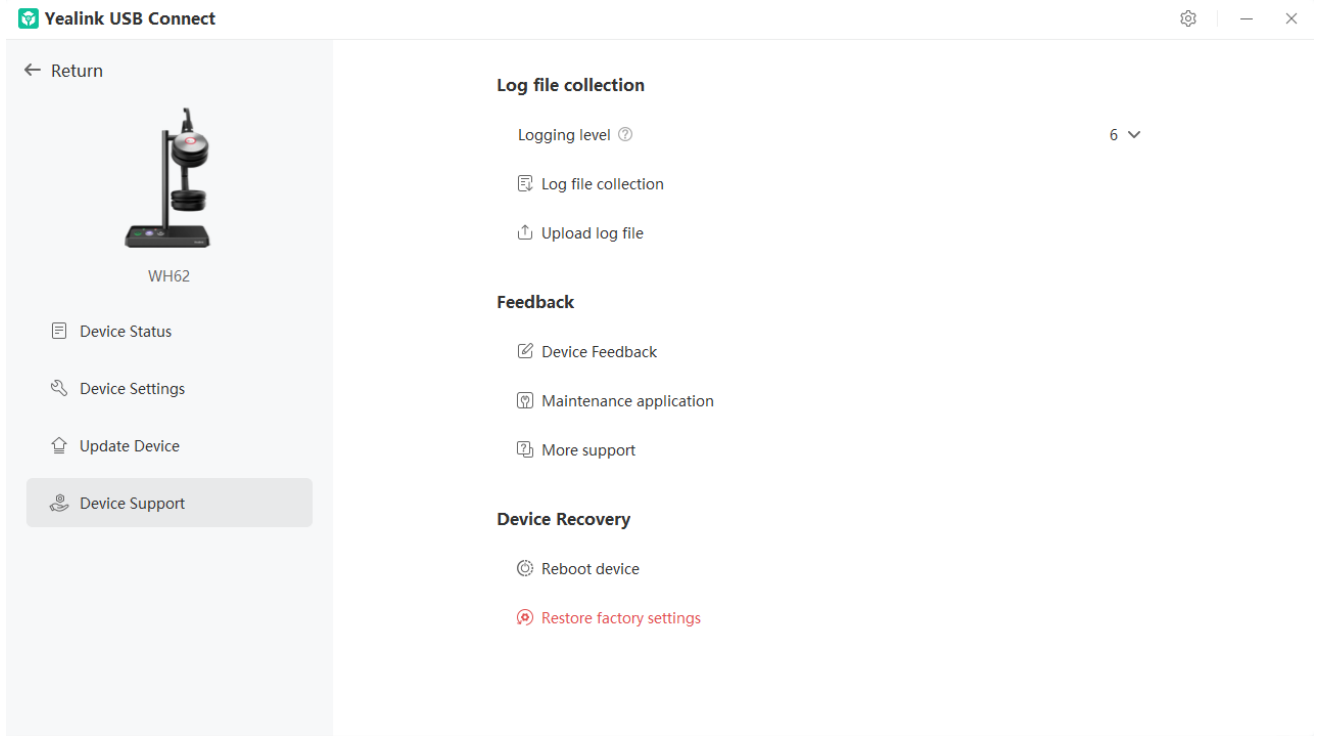 Yealink USB Connect
Return
WH62
Device Status
Device Settings
Update Device
Device Support
Log file collection
Logging level
6
Log file collection
Upload log file
Feedback
Device Feedback
Maintenance application
More support
Device Recovery
Reboot device
Restore factory settings